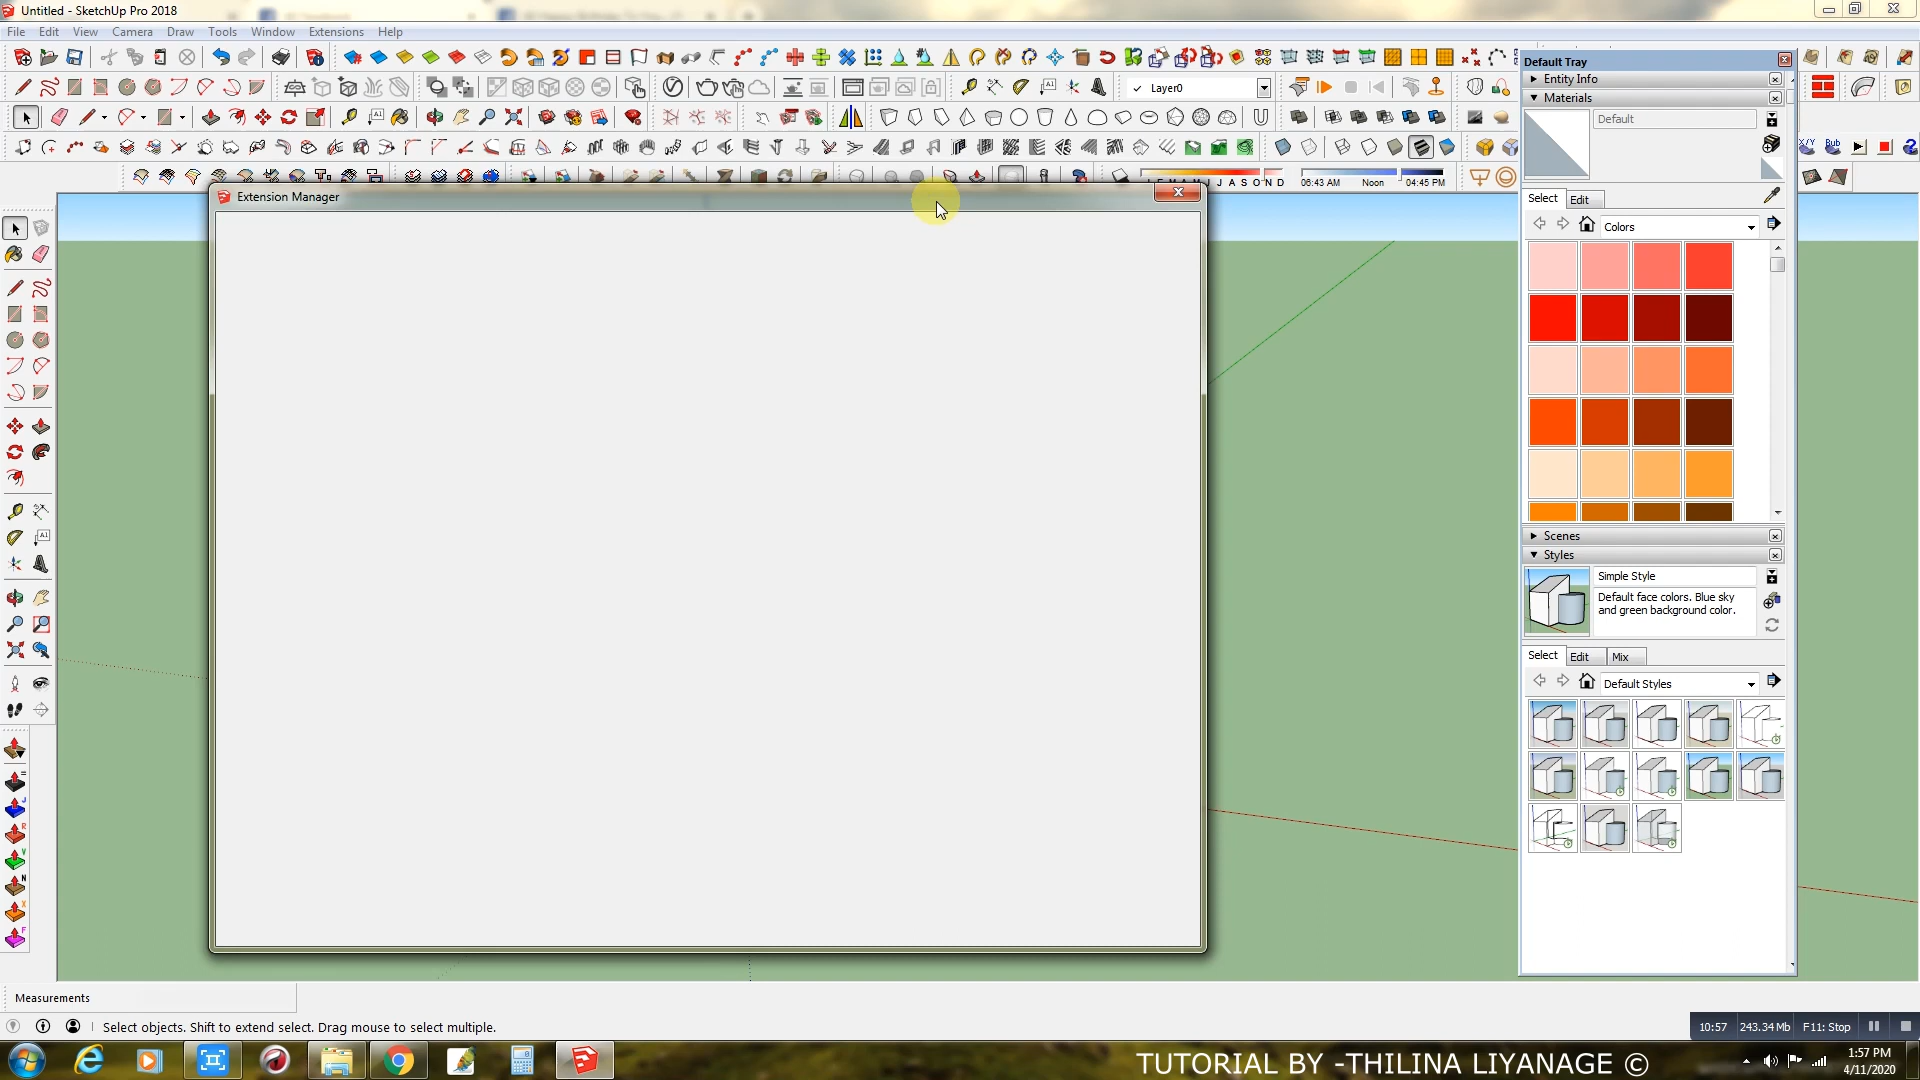 Untitled - SketchUp Pro 2018
File Edit View Camera Draw Tools Window Extensions Help
Default Tray
Entity Info
Layer0
Materials
Default
J A S O N D 06:43 AM Noon 04:45 PM
Extension Manager
Select Edit
Colors
Scenes
Styles
Simple Style
Default face colors. Blue sky
and green background color.
Select Edit Mix
Default Styles
Measurements
Select objects. Shift to extend select. Drag mouse to select multiple.
10:57 243.34Mb F11: Stop
TUTORIAL BY -THILINA LIYANAGE ©
1:57 PM
4/11/2020